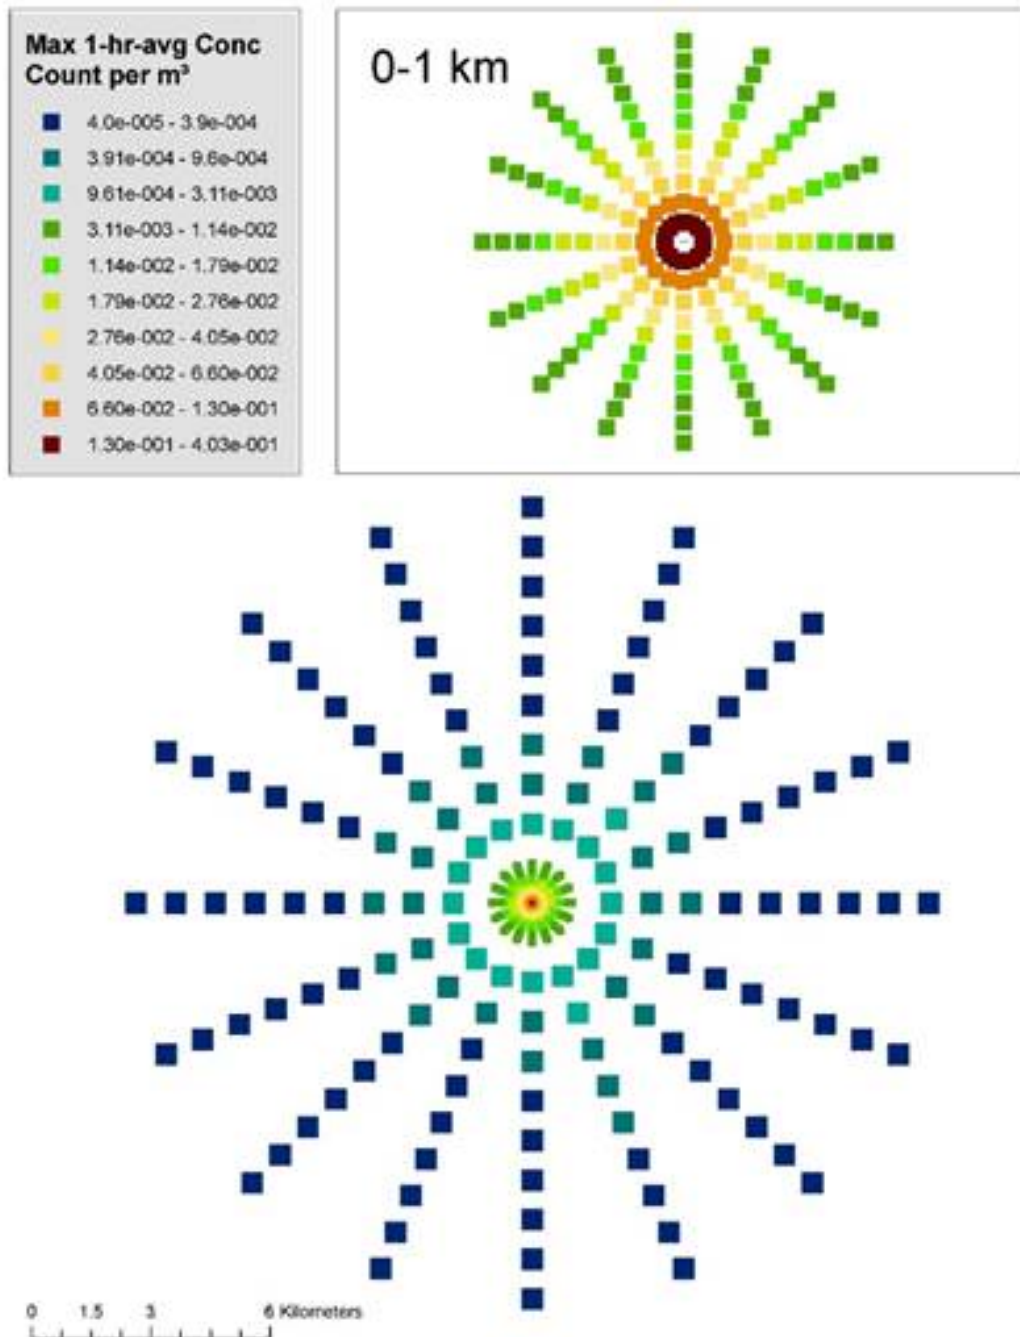 Max 1-hr-avg Conc
Count per m³
4.0e-005 - 3.9e-004
3.91e-004 - 9.6e-004
9.61e-004 - 3.11e-003
3.11e-003 - 1.14e-002
1.14e-002 - 1.79e-002
1.79e-002 - 2.76e-002
2.76e-002 - 4.05e-002
4.05e-002 - 6.60e-002
6.60e-002 - 1.30e-001
1.30e-001 - 4.03e-001
0-1 km
0 1.5 3 6 Kilometers